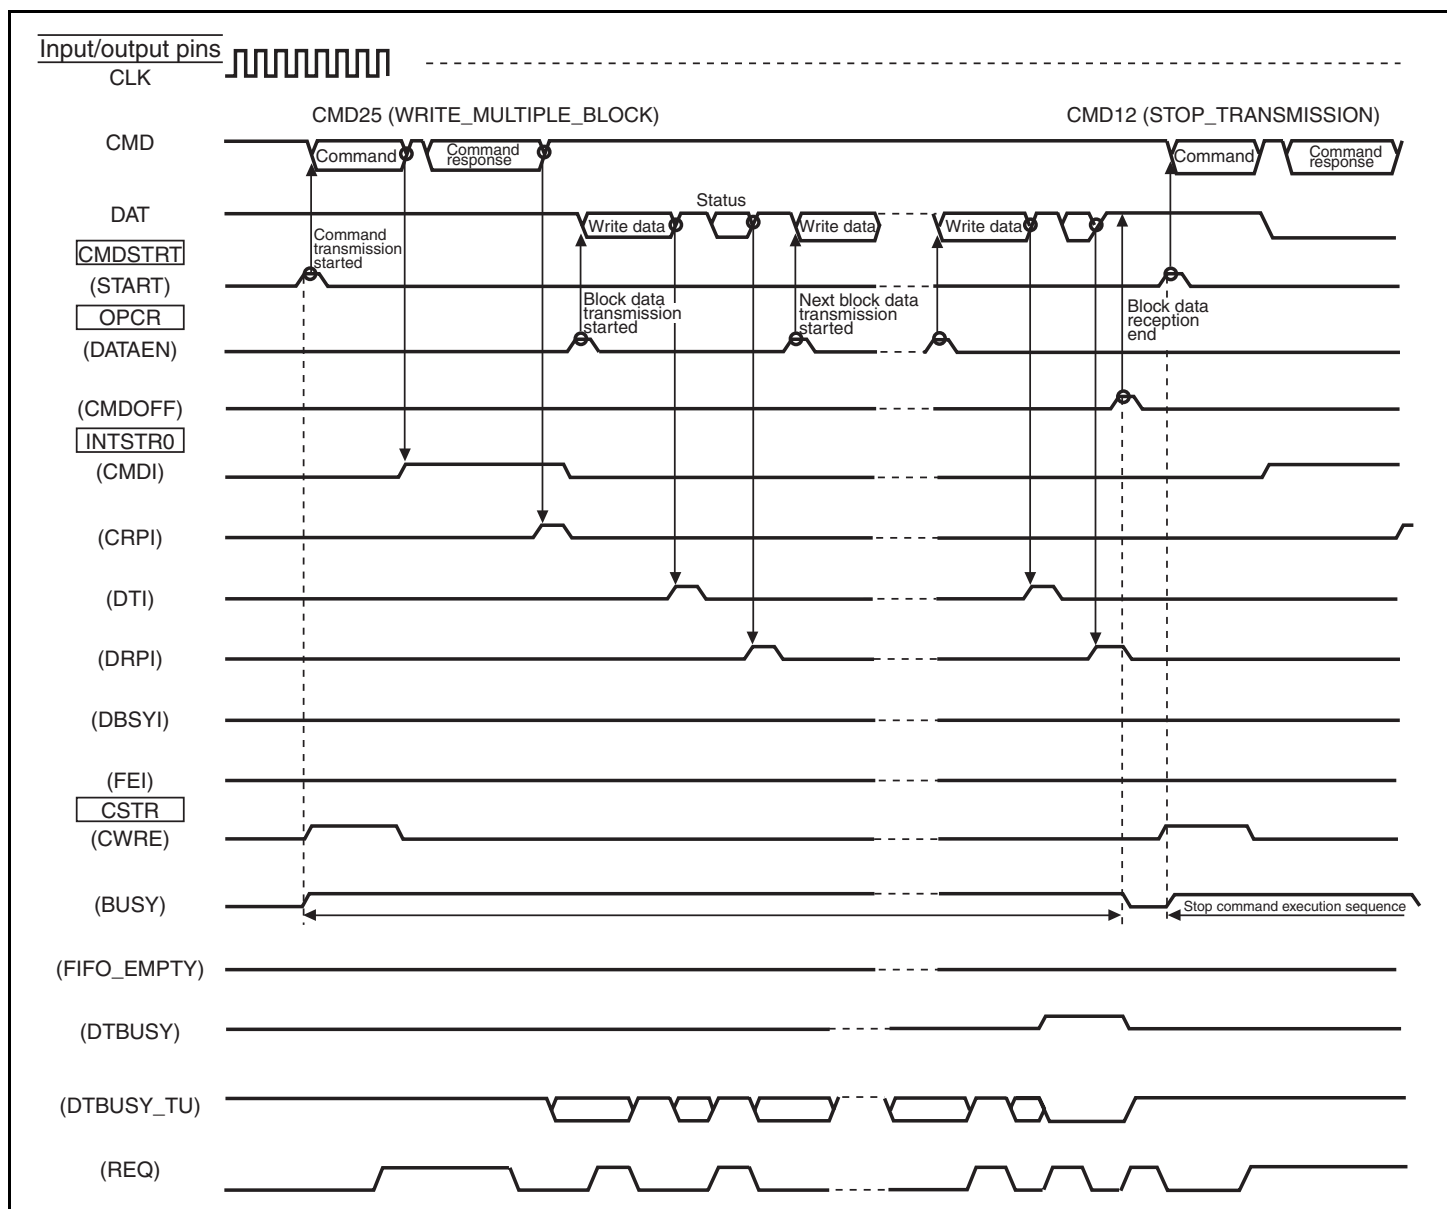 Input/output pins
CLK
CMD25 (WRITE_MULTIPLE_BLOCK)
CMD12 (STOP_TRANSMISSION)
CMD
Command
Command
response
Command
Command
response
DAT
Status
Write data
Write data
Write data
Command
transmission
started
CMDSTRT
(START)
Block data
transmission
started
Next block data
transmission
started
Block data
reception
end
OPCR
(DATAEN)
(CMDOFF)
INTSTR0
(CMDI)
(CRPI)
(DTI)
(DRPI)
(DBSYI)
(FEI)
CSTR
(CWRE)
(BUSY)
Stop command execution sequence
(FIFO_EMPTY)
(DTBUSY)
(DTBUSY_TU)
(REQ)